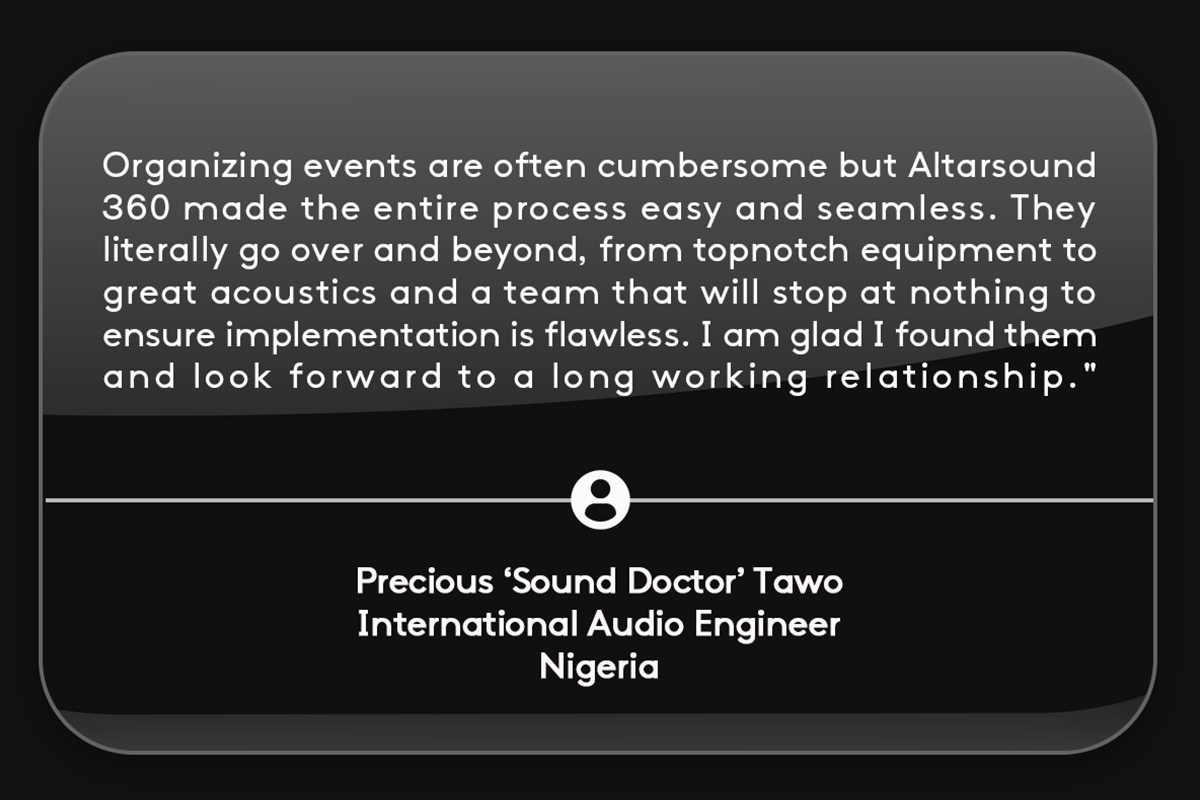 Organizing events are often cumbersome but Altarsound
360 made the entire process easy and seamless. They
literally go over and beyond, from topnotch equipment to
great acoustics and a team that will stop at nothing to
ensure implementation is flawless. I am glad I found them
and look forward to a long working relationship."
Precious ‘Sound Doctor’ Tawo
International Audio Engineer
Nigeria